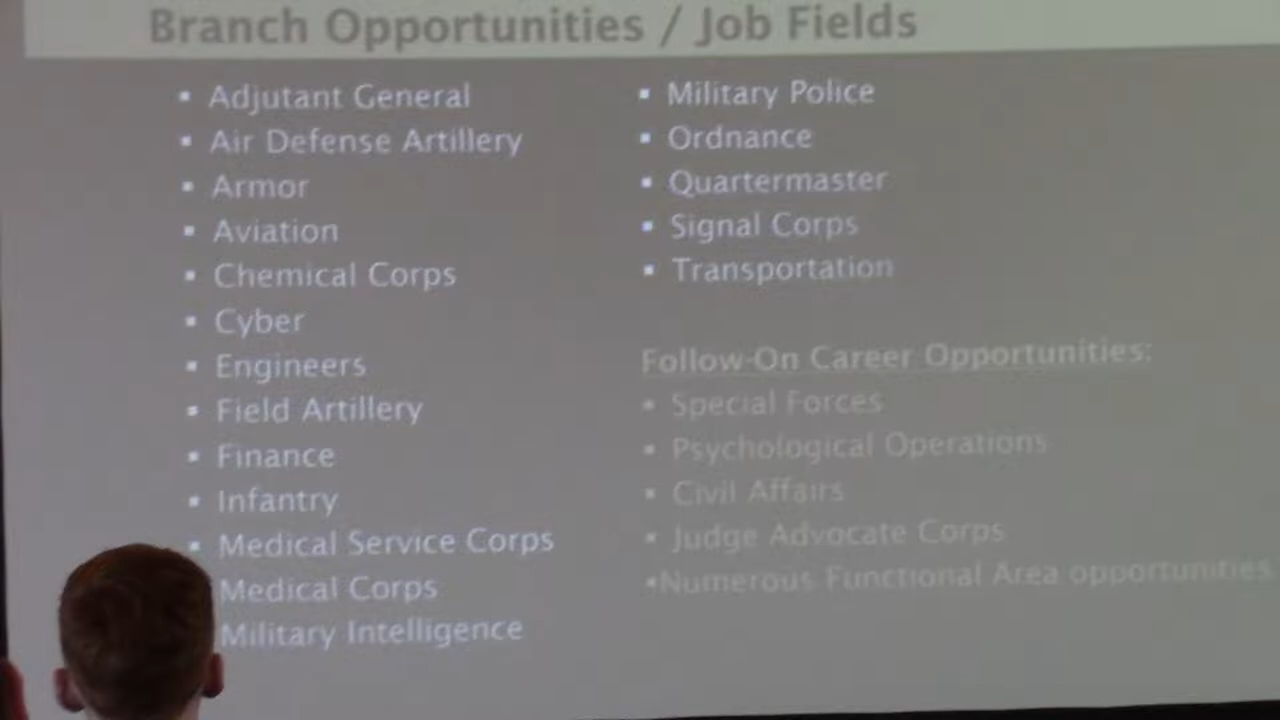 Branch Opportunities / Job Fields
▪ Adjutant General
▪ Air Defense Artillery
▪ Armor
▪ Aviation
▪ Chemical Corps
▪ Cyber
▪ Engineers
▪ Field Artillery
▪ Finance
▪ Infantry
▪ Medical Service Corps
Medical Corps
Military Intelligence
▪ Military Police
▪ Ordnance
▪ Quartermaster
▪ Signal Corps
▪ Transportation
Follow-On Career Opportunities:
▪ Special Forces
▪ Psychological Operations
▪ Civil Affairs
▪ Judge Advocate Corps
▪Numerous Functional Area opportunities